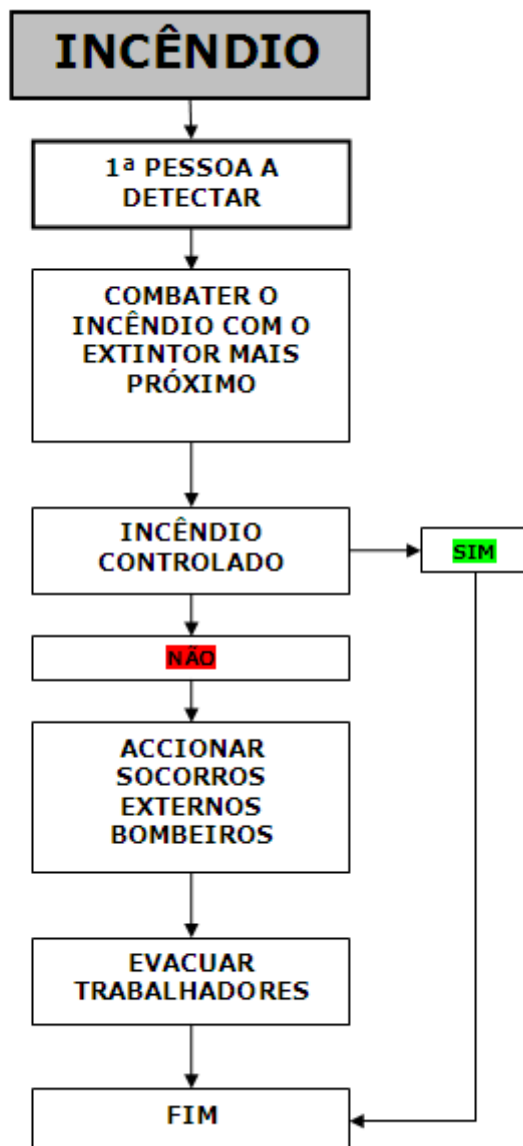 INCÊNDIO
1ª PESSOA A
DETECTAR
COMBATER O
INCÊNDIO COM O
EXTINTOR MAIS
PRÓXIMO
INCÊNDIO
CONTROLADO
SIM
NÃO
ACCIONAR
SOCORROS
EXTERNOS
BOMBEIROS
EVACUAR
TRABALHADORES
FIM